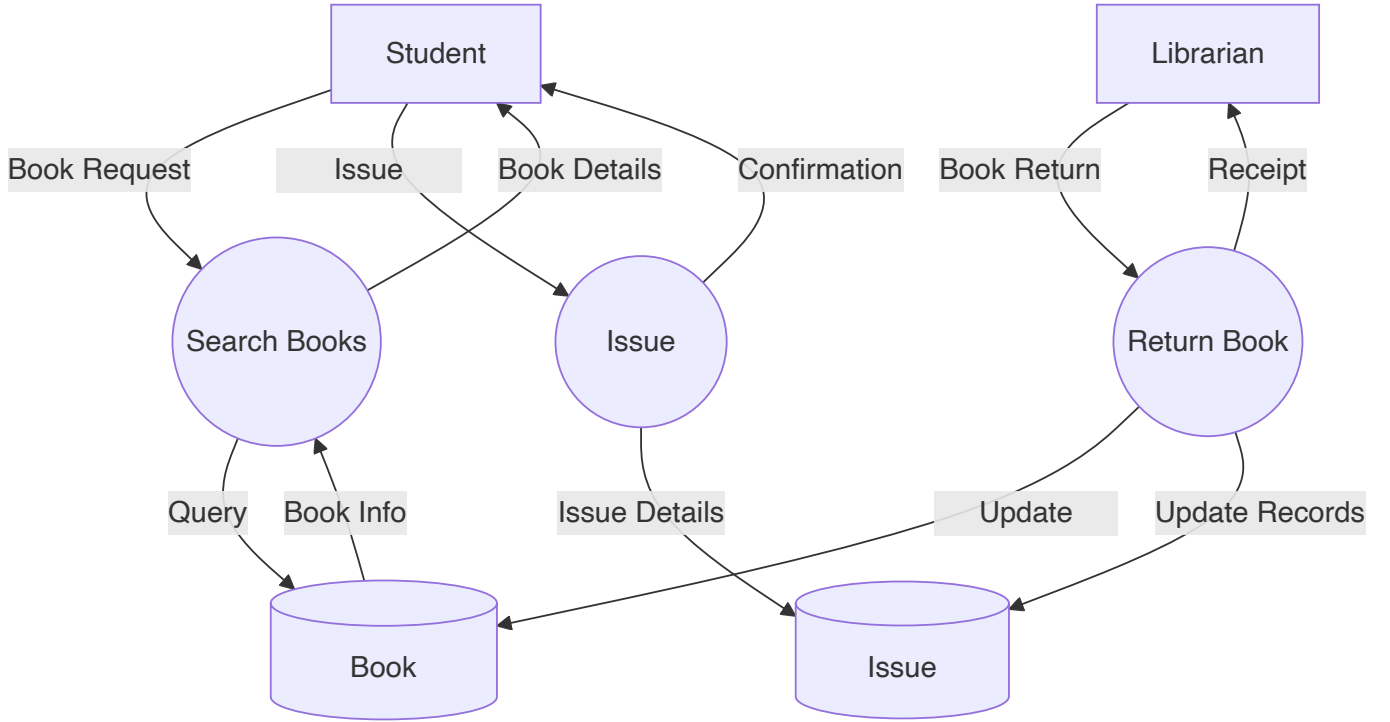 Student
Librarian
Book Request
Issue
Book Details
Confirmation
Book Return
Receipt
Search Books
Issue
Return Book
Query
Book Info
Issue Details
Update
Update Records
Book
Issue